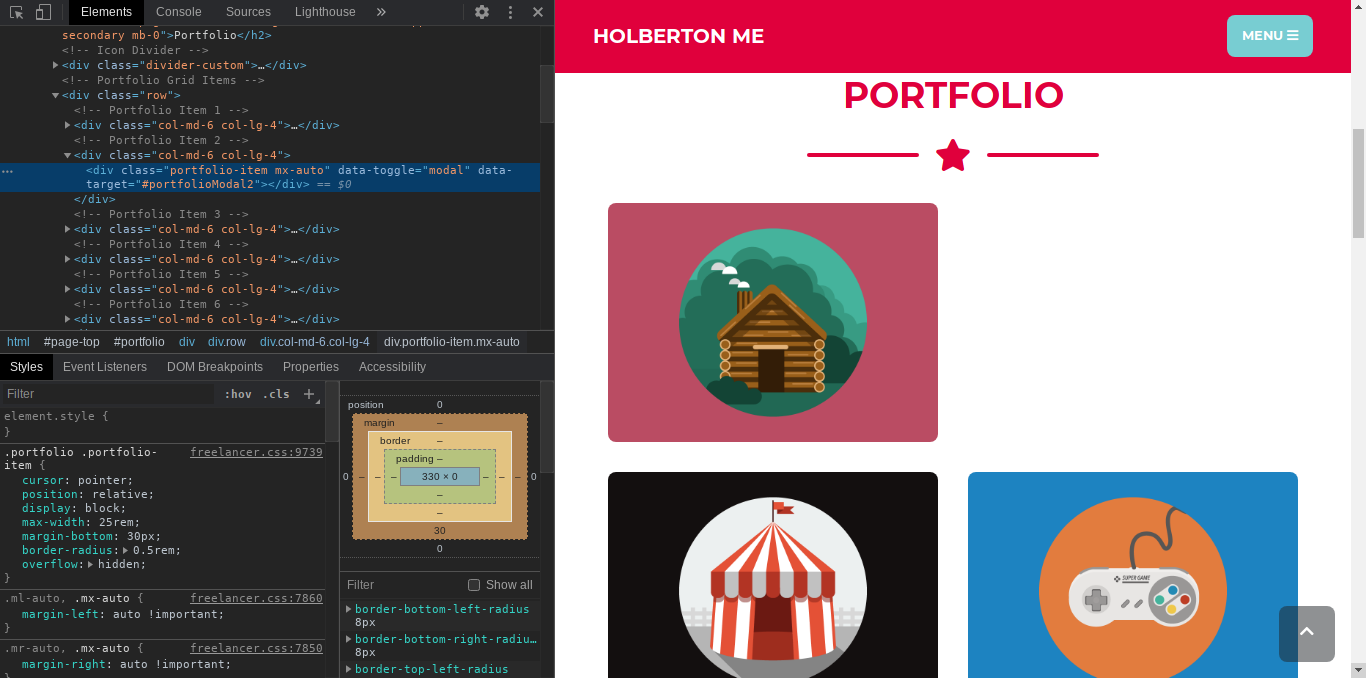 Elements Console Sources Lighthouse »
secondary mb-0">Portfolio</h2>
<!-- Icon Divider -->
<div class="divider-custom">…</div>
<!-- Portfolio Grid Items -->
<div class="row">
<!-- Portfolio Item 1 -->
<div class="col-md-6 col-lg-4">…</div>
<!-- Portfolio Item 2 -->
<div class="col-md-6 col-lg-4">
<div class="portfolio-item mx-auto" data-toggle="modal" data-
target="#portfolioModal2"></div> == $0
</div>
<!-- Portfolio Item 3 -->
<div class="col-md-6 col-lg-4">…</div>
<!-- Portfolio Item 4 -->
<div class="col-md-6 col-lg-4">…</div>
<!-- Portfolio Item 5 -->
<div class="col-md-6 col-lg-4">…</div>
<!-- Portfolio Item 6 -->
<div class="col-md-6 col-lg-4">…</div>
html #page-top #portfolio div div.row div.col-md-6.col-lg-4 div.portfolio-item.mx-auto
Styles Event Listeners DOM Breakpoints Properties Accessibility
Filter :hov .cls +
element.style {
}
.portfolio .portfolio- freelancer.css:9739
item {
cursor: pointer;
position: relative;
display: block;
max-width: 25rem;
margin-bottom: 30px;
border-radius: 0.5rem;
overflow: hidden;
}
.ml-auto, .mx-auto { freelancer.css:7860
margin-left: auto !important;
}
.mr-auto, .mx-auto { freelancer.css:7850
margin-right: auto !important;
position 0
margin –
border –
padding –
0 – – – 330 × 0 – – – 0
–
–
30
0
Filter Show all
border-bottom-left-radius
8px
border-bottom-right-radiu…
8px
border-top-left-radius
HOLBERTON ME
MENU
PORTFOLIO
SUPER GAME